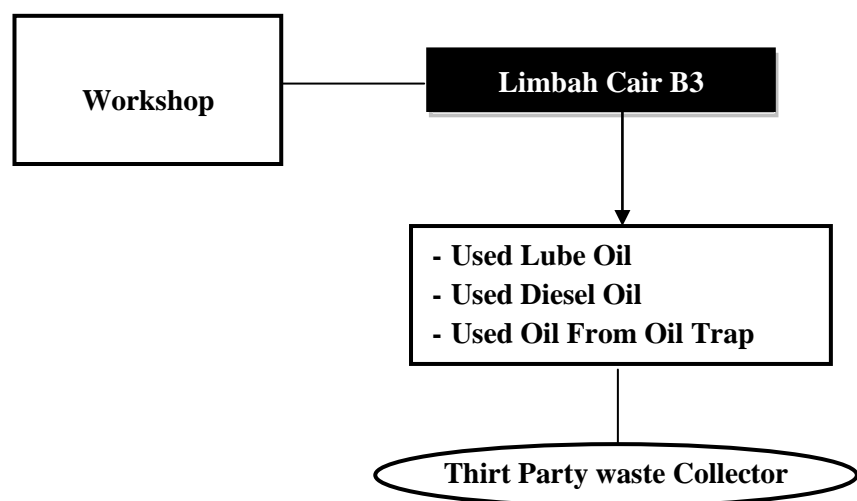 Workshop
Limbah Cair B3
- Used Lube Oil
- Used Diesel Oil
- Used Oil From Oil Trap
Thirt Party waste Collector